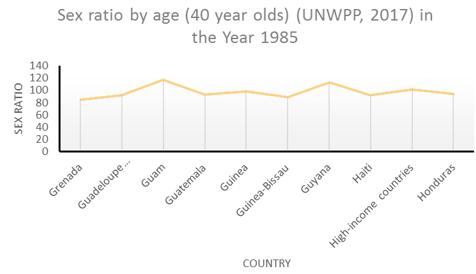 Sex ratio by age (40 year olds) (UNWPP, 2017) in
the Year 1985
140
120
100
80
60
40
20
0
SEX RATIO
Grenada
Guadeloupe...
Guam
Guatemala
Guinea
Guinea-Bissau
Guyana
Haiti
High-income countries
Honduras
COUNTRY